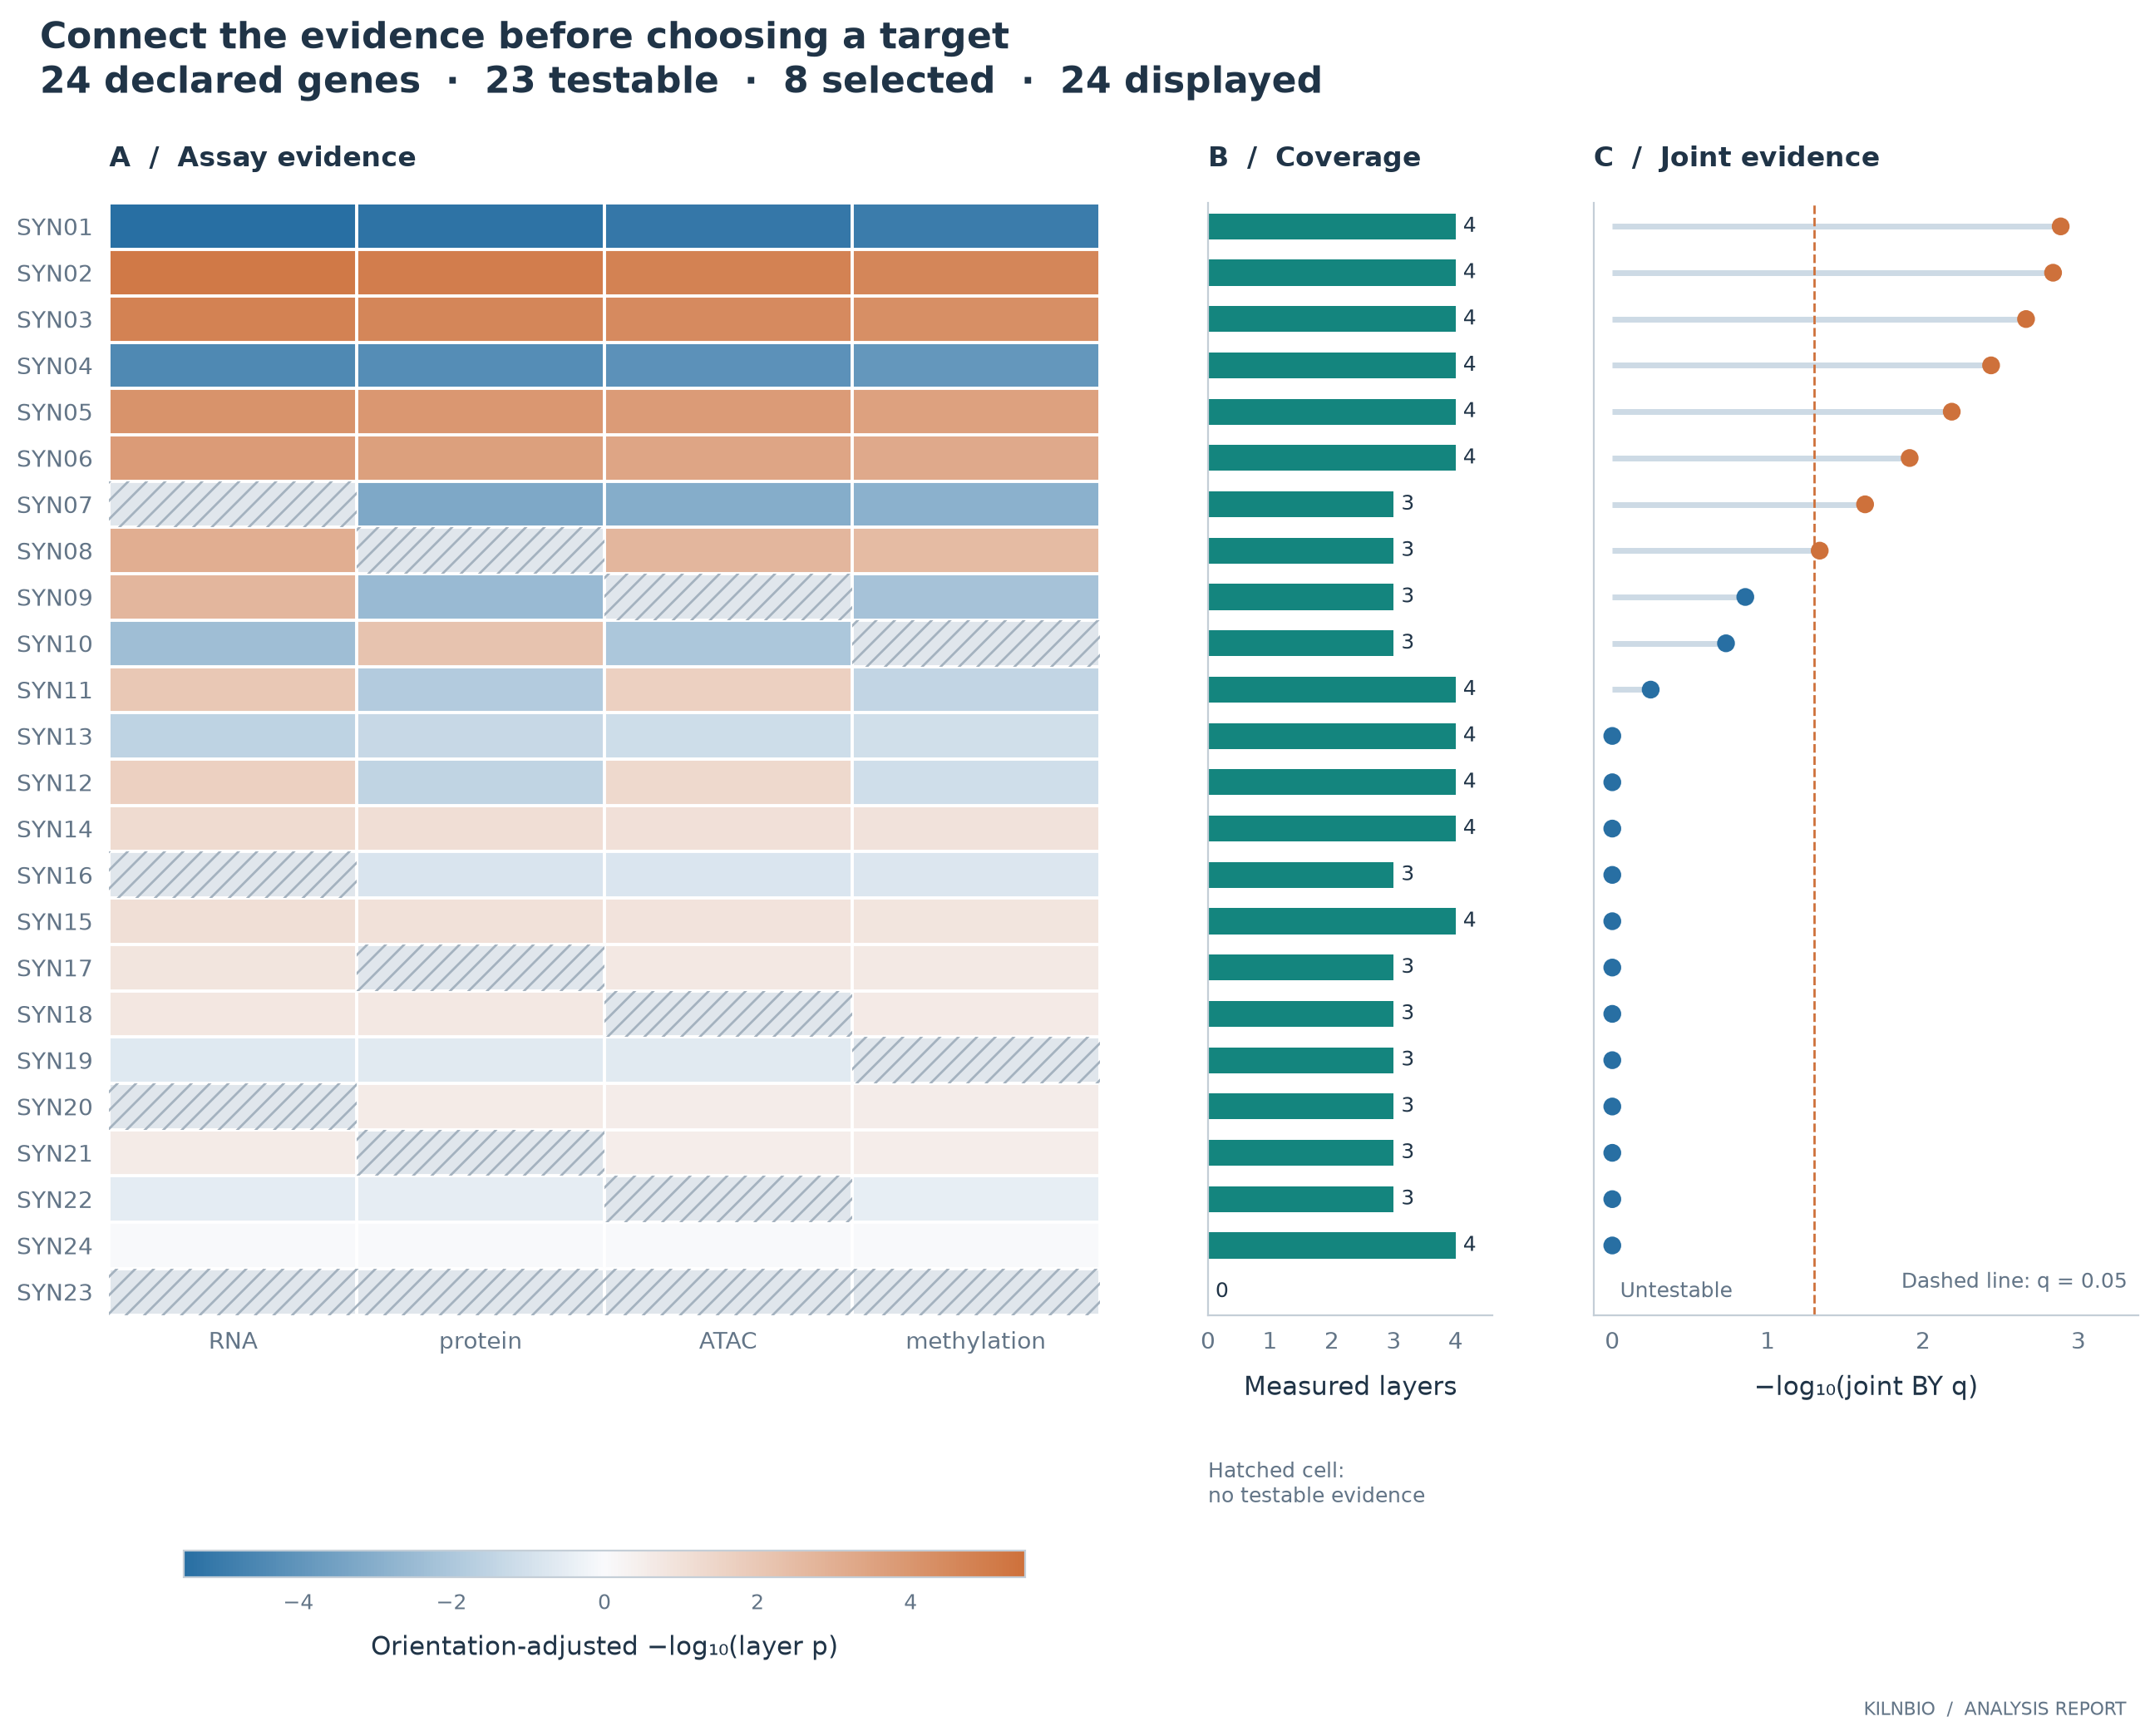 Connect the evidence before choosing a target
24 declared genes · 23 testable · 8 selected · 24 displayed
A / Assay evidence
B / Coverage
C / Joint evidence
SYN01 4
SYN02 4
SYN03 4
SYN04 4
SYN05 4
SYN06 4
SYN07 3
SYN08 3
SYN09 3
SYN10 3
SYN11 4
SYN13 4
SYN12 4
SYN14 4
SYN16 3
SYN15 4
SYN17 3
SYN18 3
SYN19 3
SYN20 3
SYN21 3
SYN22 3
SYN24 4
SYN23 0 Untestable Dashed line: q = 0.05
RNA protein ATAC methylation
0 1 2 3 4
0 1 2 3
Measured layers
−log₁₀(joint BY q)
Hatched cell:
no testable evidence
−4 −2 0 2 4
Orientation-adjusted −log₁₀(layer p)
KILNBIO / ANALYSIS REPORT